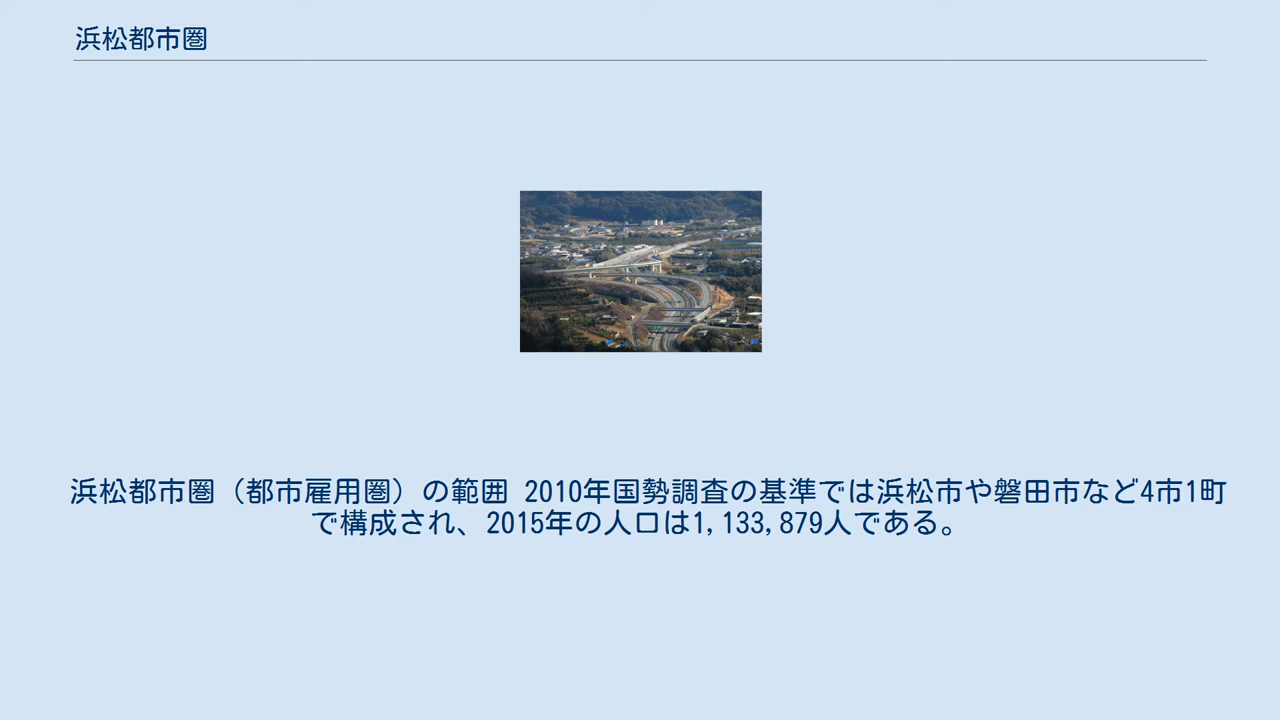 浜松都市圏
浜松都市圏（都市雇用圏）の範囲 2010年国勢調査の基準では浜松市や磐田市など4市1町
で構成され、2015年の人口は1,133,879人である。